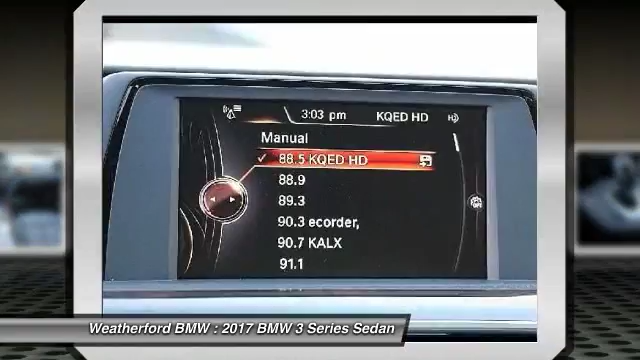 3:03 pm KQED HD HD
Manual
88.5 KQED HD
88.9
89.3
90.3 ecorder,
90.7 KALX
91.1
Weatherford BMW : 2017 BMW 3 Series Sedan